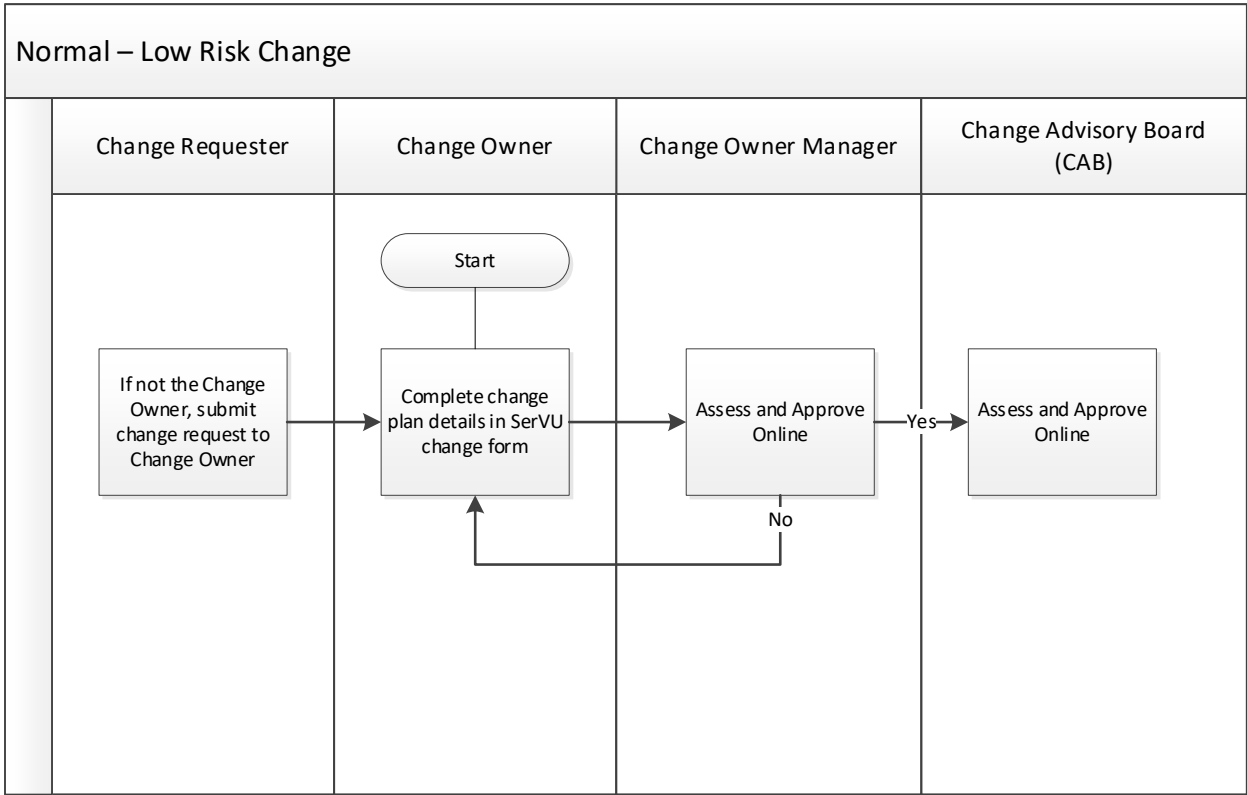 Normal – Low Risk Change
Change Requester
Change Owner
Change Owner Manager
Change Advisory Board
(CAB)
Start
If not the Change
Owner, submit
change request to
Change Owner
Complete change
plan details in SerVU
change form
Assess and Approve
Online
Yes
Assess and Approve
Online
No